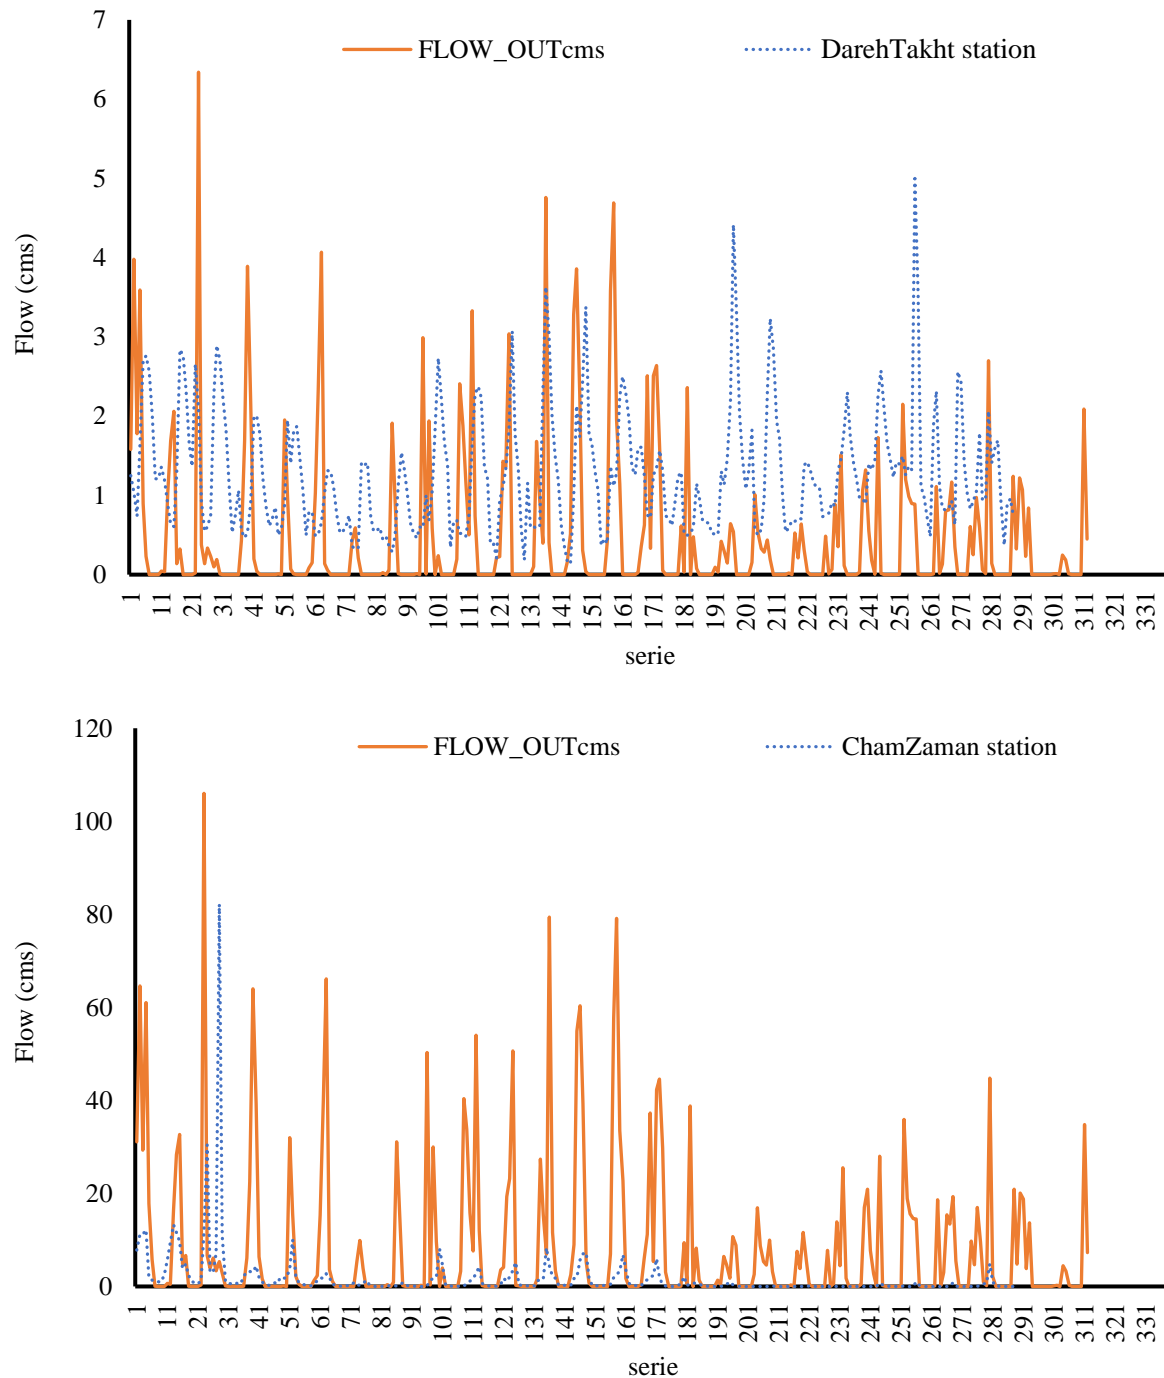 7
FLOW_OUTcms DarehTakht station
6
5
4
Flow (cms)
3
2
1
0
1 11 21 31 41 51 61 71 81 91 101 111 121 131 141 151 161 171 181 191 201 211 221 231 241 251 261 271 281 291 301 311 321 331
serie
120
FLOW_OUTcms ChamZaman station
100
80
Flow (cms)
60
40
20
0
1 11 21 31 41 51 61 71 81 91 101 111 121 131 141 151 161 171 181 191 201 211 221 231 241 251 261 271 281 291 301 311 321 331
serie